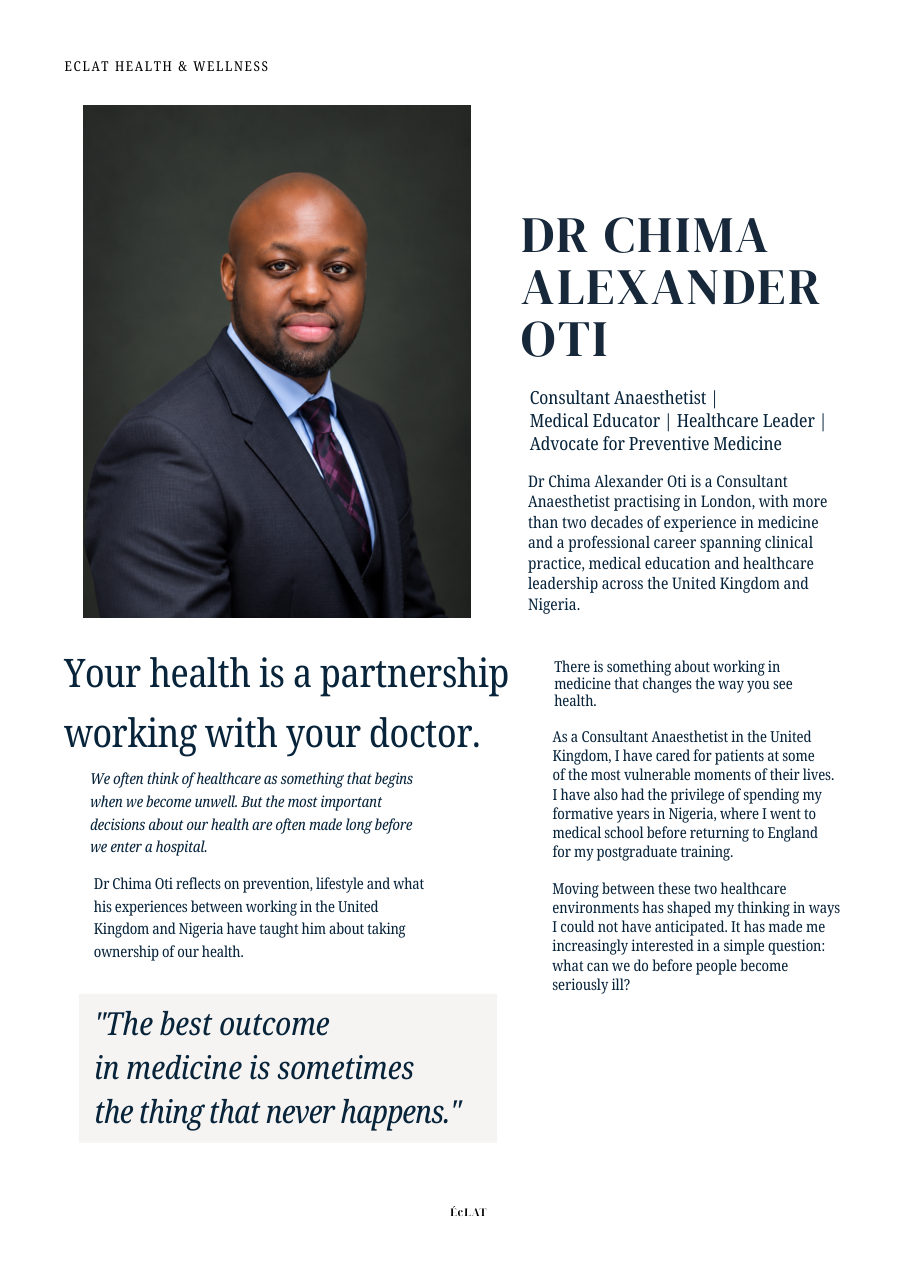 ECLAT HEALTH & WELLNESS
DR CHIMA
ALEXANDER
OTI
Consultant Anaesthetist |
Medical Educator | Healthcare Leader |
Advocate for Preventive Medicine
Dr Chima Alexander Oti is a Consultant
Anaesthetist practising in London, with more
than two decades of experience in medicine
and a professional career spanning clinical
practice, medical education and healthcare
leadership across the United Kingdom and
Nigeria.
Your health is a partnership
working with your doctor.
We often think of healthcare as something that begins
when we become unwell. But the most important
decisions about our health are often made long before
we enter a hospital.
Dr Chima Oti reflects on prevention, lifestyle and what
his experiences between working in the United
Kingdom and Nigeria have taught him about taking
ownership of our health.
"The best outcome
in medicine is sometimes
the thing that never happens."
There is something about working in
medicine that changes the way you see
health.
As a Consultant Anaesthetist in the United
Kingdom, I have cared for patients at some
of the most vulnerable moments of their lives.
I have also had the privilege of spending my
formative years in Nigeria, where I went to
medical school before returning to England
for my postgraduate training.
Moving between these two healthcare
environments has shaped my thinking in ways
I could not have anticipated. It has made me
increasingly interested in a simple question:
what can we do before people become
seriously ill?
ÉcLAT